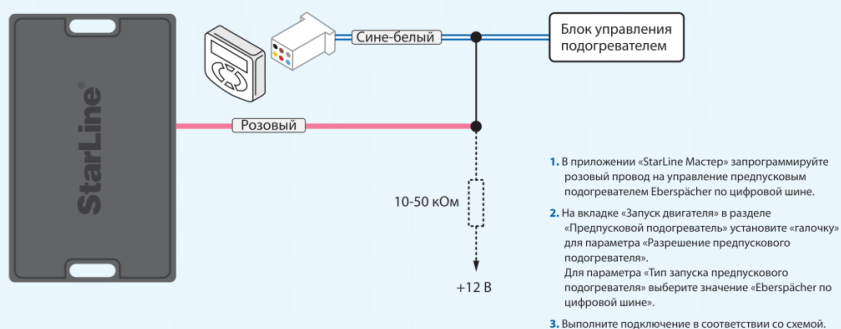 StarLine®
Сине-белый
Блок управления
подогревателем
Розовый
10-50 кОм
+12 В
1. В приложении «StarLine Мастер» запрограммируйте
розовый провод на управление предпусковым
подогревателем Eberspächer по цифровой шине.
2. На вкладке «Запуск двигателя» в разделе
«Предпусковой подогреватель» установите «галочку»
для параметра «Разрешение предпускового
подогревателя».
Для параметра «Тип запуска предпускового
подогревателя» выберите значение «Eberspächer по
цифровой шине».
3. Выполните подключение в соответствии со схемой.